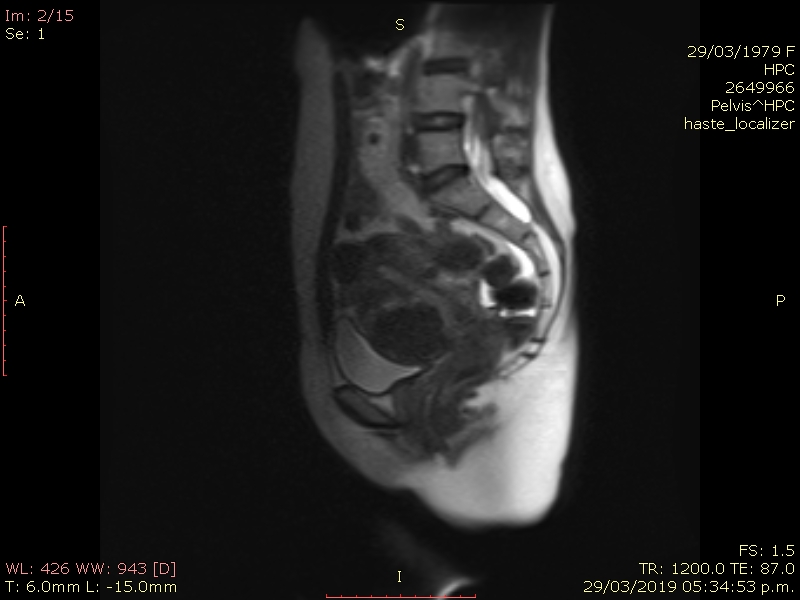 Im: 2/15
Se: 1
S
29/03/1979 F
HPC
2649966
Pelvis^HPC
haste_localizer
A
P
WL: 426 WW: 943 [D]
T: 6.0mm L: -15.0mm
I
FS: 1.5
TR: 1200.0 TE: 87.0
29/03/2019 05:34:53 p.m.